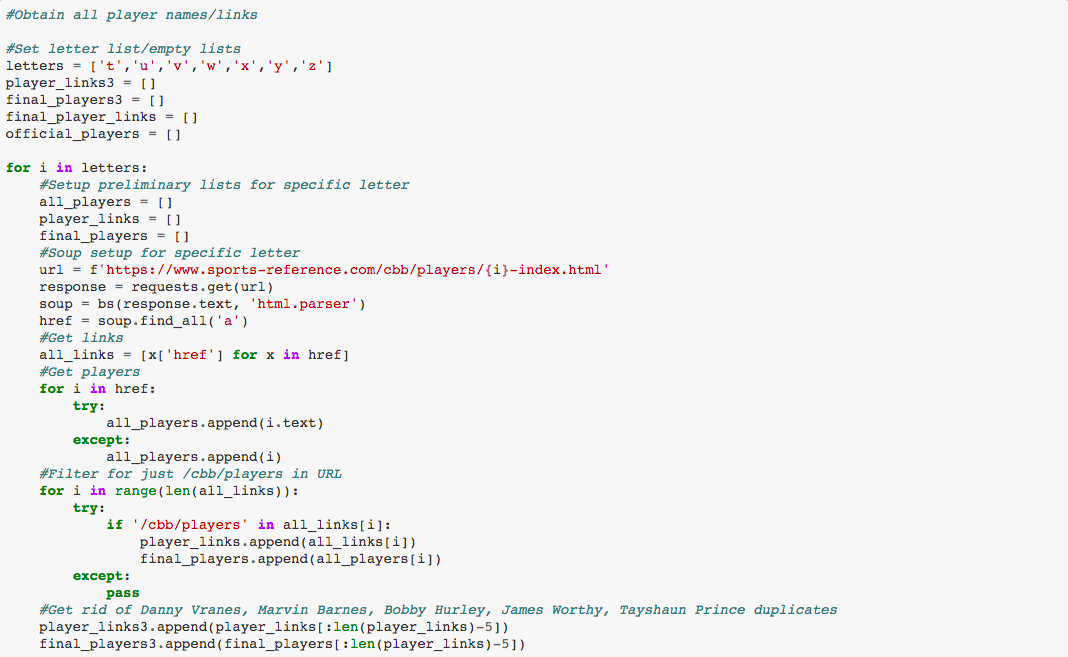 #Obtain all player names/links

#Set letter list/empty lists
letters = ['t','u','v','w','x','y','z']
player_links3 = []
final_players3 = []
final_player_links = []
official_players = []

for i in letters:
    #Setup preliminary lists for specific letter
    all_players = []
    player_links = []
    final_players = []
    #Soup setup for specific letter
    url = f'https://www.sports-reference.com/cbb/players/{i}-index.html'
    response = requests.get(url)
    soup = bs(response.text, 'html.parser')
    href = soup.find_all('a')
    #Get links
    all_links = [x['href'] for x in href]
    #Get players
    for i in href:
        try:
            all_players.append(i.text)
        except:
            all_players.append(i)
    #Filter for just /cbb/players in URL
    for i in range(len(all_links)):
        try:
            if '/cbb/players' in all_links[i]:
                player_links.append(all_links[i])
                final_players.append(all_players[i])
        except:
            pass
    #Get rid of Danny Vranes, Marvin Barnes, Bobby Hurley, James Worthy, Tayshaun Prince duplicates
    player_links3.append(player_links[:len(player_links)-5])
    final_players3.append(final_players[:len(player_links)-5])